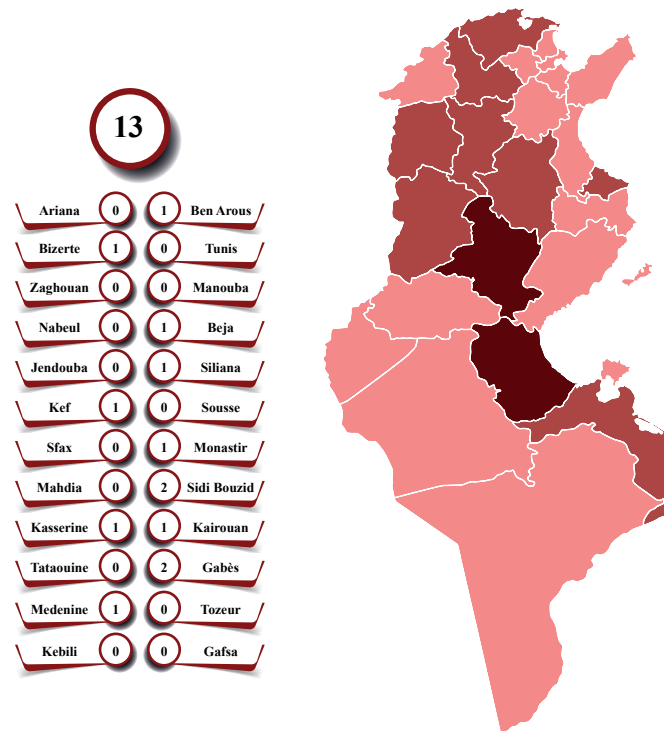 13
Ariana 0 1 Ben Arous
Bizerte 1 0 Tunis
Zaghouan 0 0 Manouba
Nabeul 0 1 Beja
Jendouba 0 1 Siliana
Kef 1 0 Sousse
Sfax 0 1 Monastir
Mahdia 0 2 Sidi Bouzid
Kasserine 1 1 Kairouan
Tataouine 0 2 Gabès
Medenine 1 0 Tozeur
Kebili 0 0 Gafsa